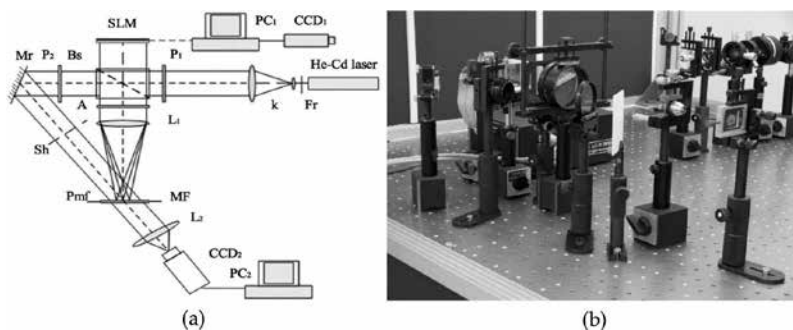 SLM
PC1
CCD1
Mr
P2
Bs
P1
He-Cd laser
A
L1
k
Fr
Sh
Pmf
MF
L2
CCD2
PC2
(a)
(b)